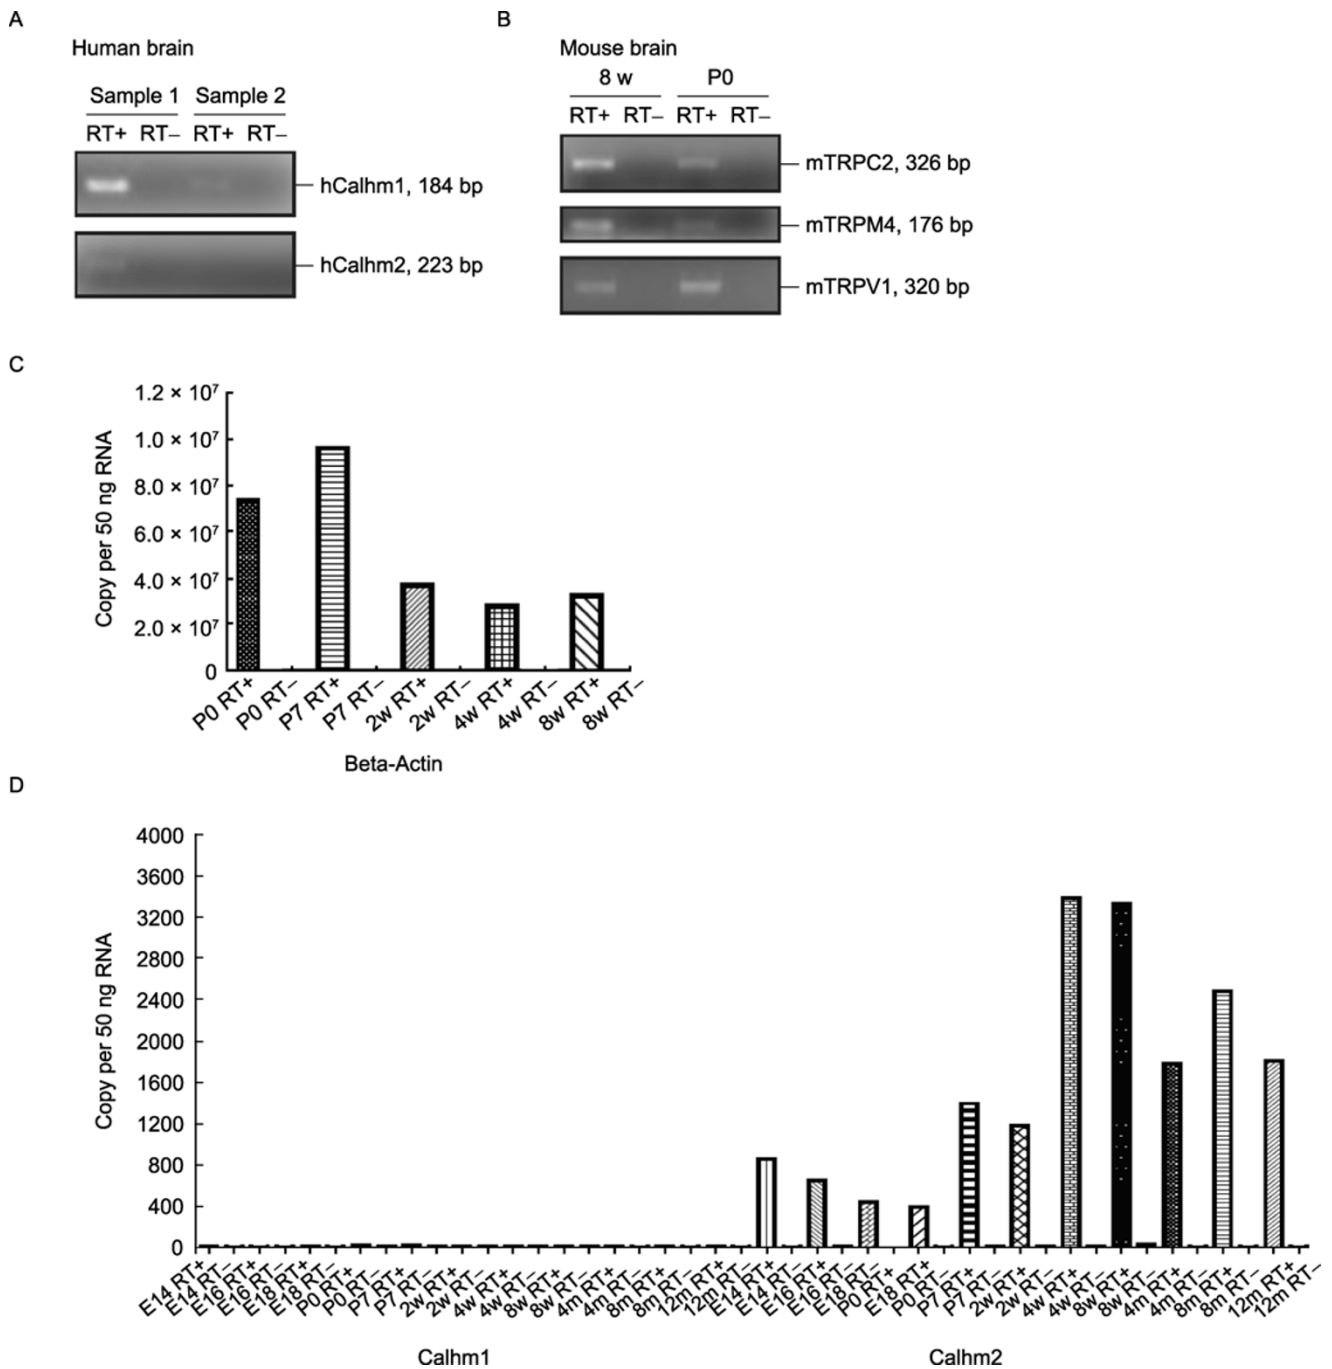 A
Human brain
Sample 1 Sample 2
RT+ RT– RT+ RT–
hCalhm1, 184 bp
hCalhm2, 223 bp
B
Mouse brain
8 w P0
RT+ RT– RT+ RT–
mTRPC2, 326 bp
mTRPM4, 176 bp
mTRPV1, 320 bp
C
Copy per 50 ng RNA
1.2 × 10⁷
1.0 × 10⁷
8.0 × 10⁷
6.0 × 10⁷
4.0 × 10⁷
2.0 × 10⁷
0
P0 RT+ P0 RT– P7 RT+ P7 RT– 2w RT+ 2w RT– 4w RT+ 4w RT– 8w RT+ 8w RT–
Beta-Actin
D
Copy per 50 ng RNA
4000
3600
3200
2800
2400
2000
1600
1200
800
400
0
E14 RT+ E14 RT– E16 RT+ E16 RT– E18 RT+ E18 RT– P0 RT+ P0 RT– P7 RT+ P7 RT– 2w RT+ 2w RT– 4w RT+ 4w RT– 8w RT+ 8w RT– 4m RT+ 4m RT– 8m RT+ 8m RT– 12m RT+ 12m RT– E14 RT+ E14 RT– E16 RT+ E16 RT– E18 RT– P0 RT+ E18 RT+ P0 RT– P7 RT+ P7 RT– 2w RT+ 2w RT– 4w RT+ 4w RT– 8w RT+ 8w RT– 4m RT+ 4m RT– 8m RT+ 8m RT– 12m RT+ 12m RT–
Calhm1 Calhm2